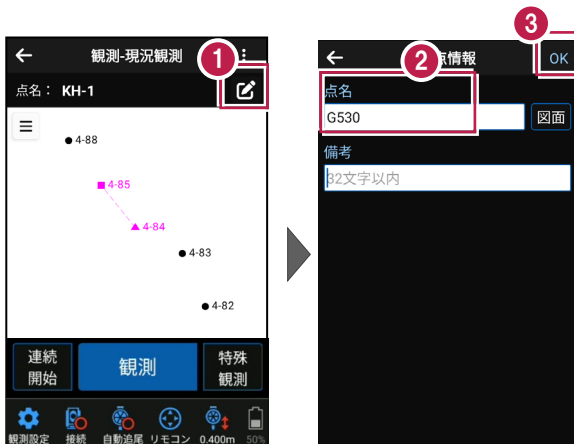 観測-現況観測
1
点名： KH-1
4-88
4-85
4-84
4-83
4-82
連続
開始
観測
特殊
観測
観測設定
接続
自動追尾
リモコン
0.400m
50%
3
2
点情報
OK
点名
G530
図面
備考
32文字以内